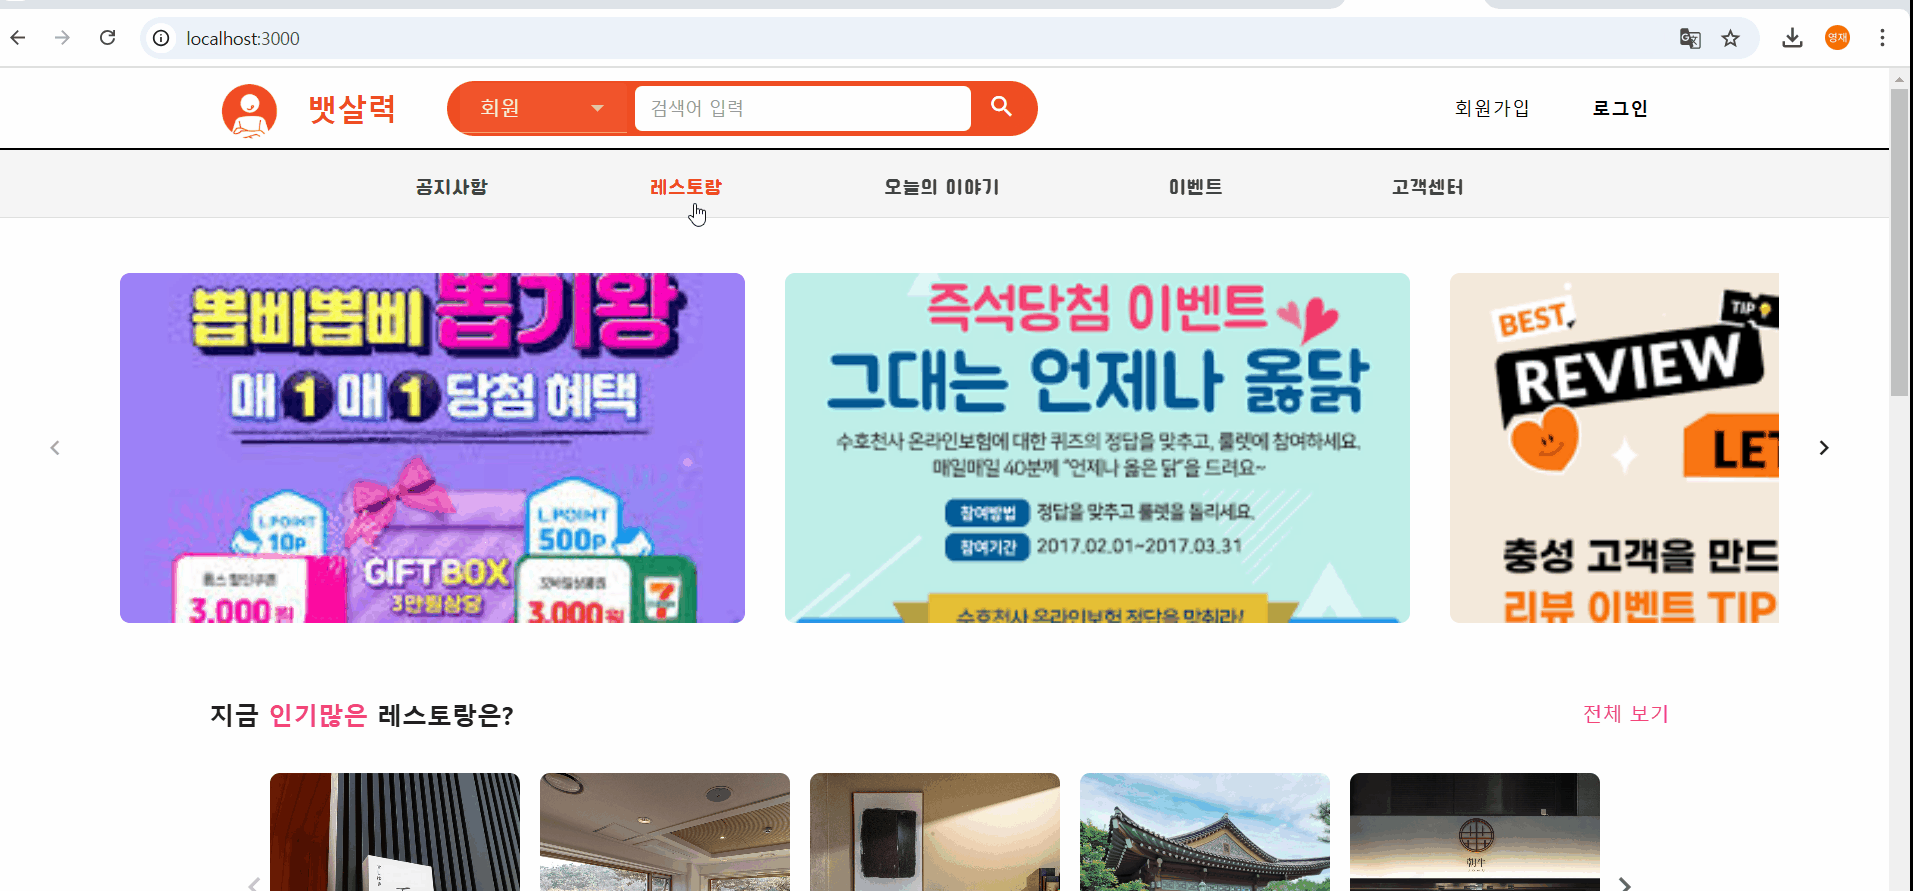 localhost:3000
영재
뱃살력
회원
검색어 입력
회원가입
로그인
공지사항
레스토랑
오늘의 이야기
이벤트
고객센터
뽑삐뽑삐 뽑기왕
매1매1당첨 혜택
L.POINT
10P
L.POINT
500P
GIFT BOX
3만원상당
3,000원
3,000원
7
즉석당첨 이벤트
그대는 언제나 옳닭
수호천사 온라인보험에 대한 퀴즈의 정답을 맞추고, 룰렛에 참여하세요.
매일매일 40분께 "언제나 옳은 닭"을 드려요~
참여방법 정답을 맞추고 룰렛을 돌리세요.
참여기간 2017.02.01~2017.03.31
수호천사 온라인보험 정답을 맞춰라!
BEST
TIP
REVIEW
LET
충성 고객을 만드
리뷰 이벤트 TIP
지금 인기많은 레스토랑은?
전체 보기
朝牛